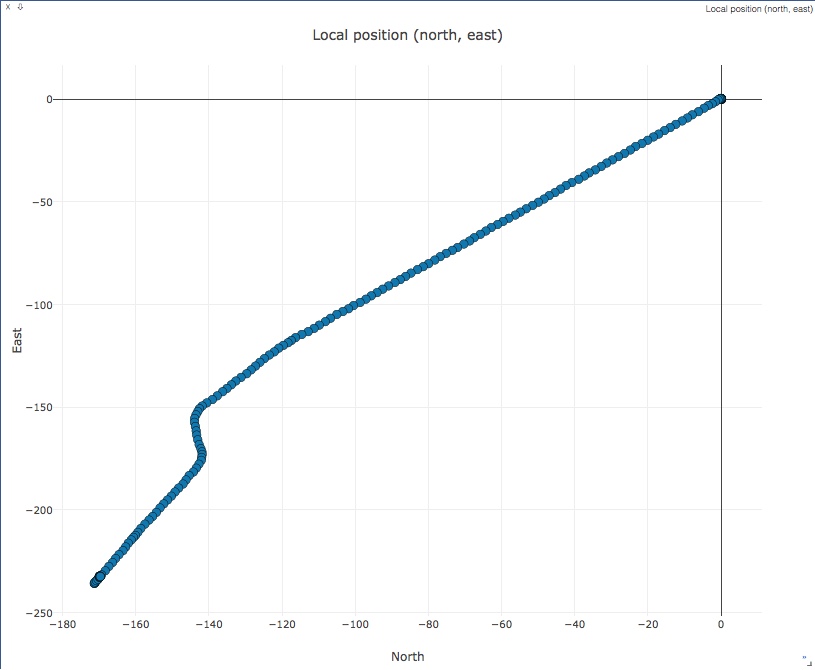 x
Local position (north, east)
Local position (north, east)
0
−50
−100
−150
−200
−250
East
−180 −160 −140 −120 −100 −80 −60 −40 −20 0
North